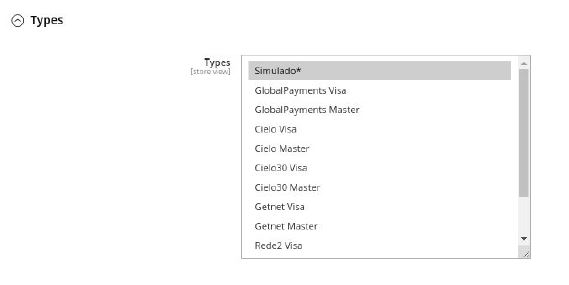 Types
Types
[store view]
Simulado*
GlobalPayments Visa
GlobalPayments Master
Cielo Visa
Cielo Master
Cielo30 Visa
Cielo30 Master
Getnet Visa
Getnet Master
Rede2 Visa